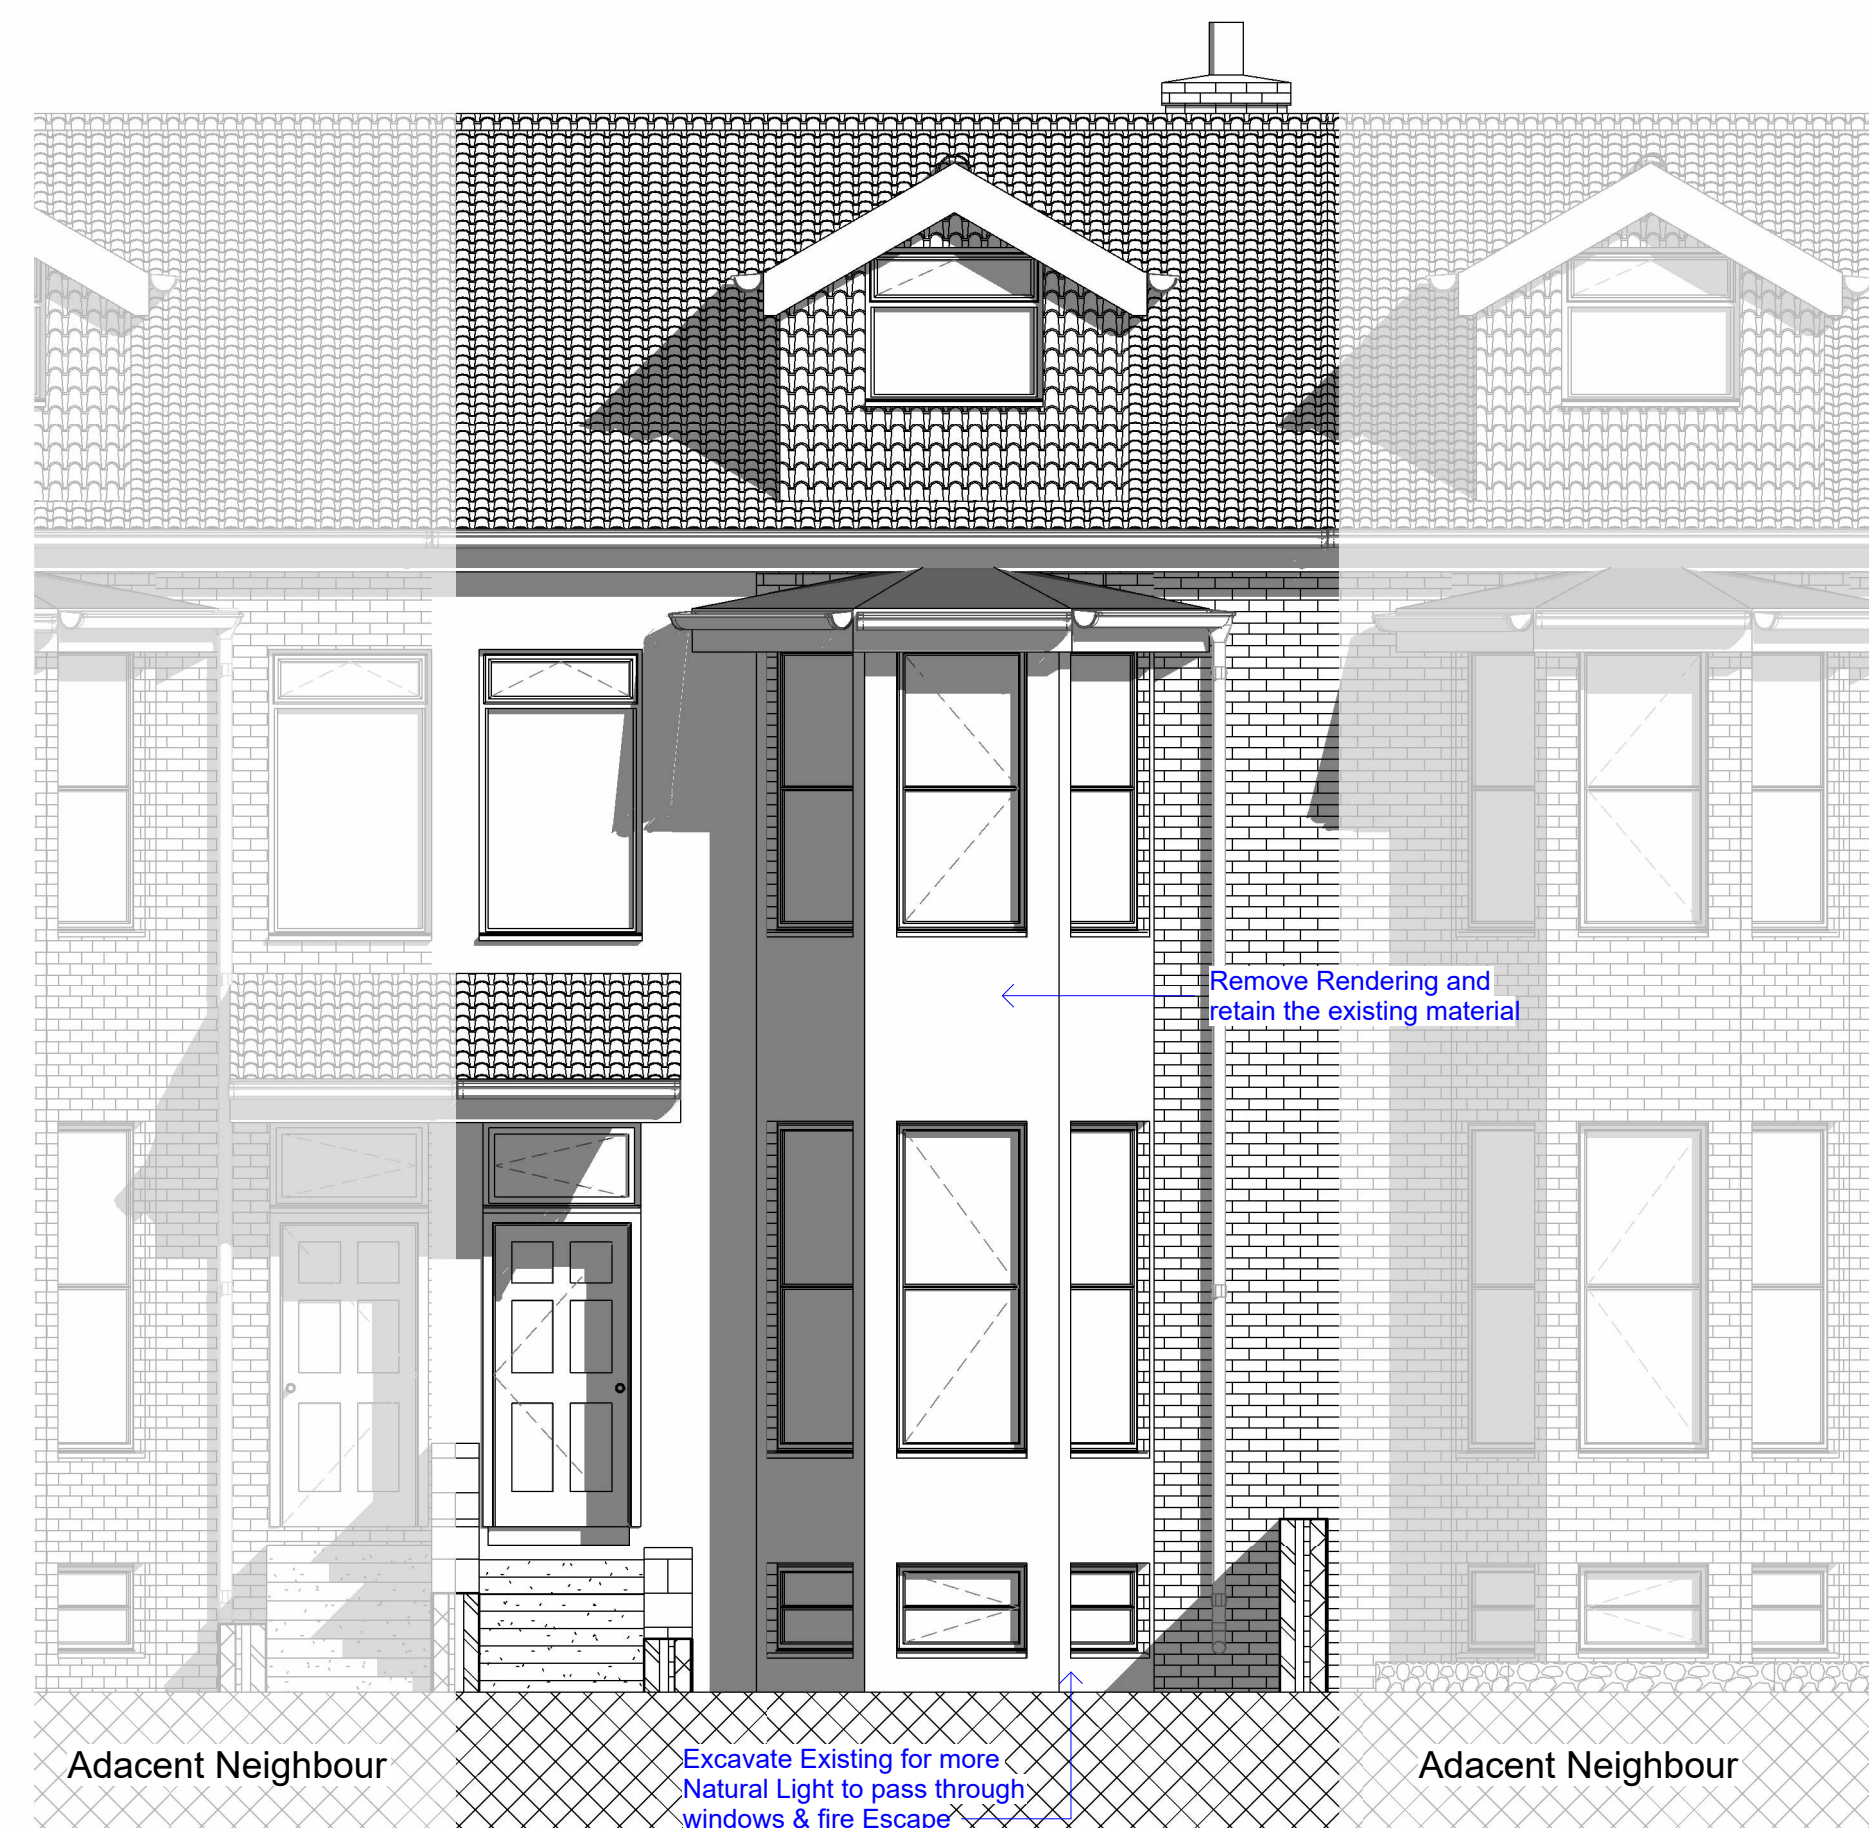 Remove Rendering and
retain the existing material
Adacent Neighbour
Excavate Existing for more
Natural Light to pass through
windows & fire Escape
Adacent Neighbour